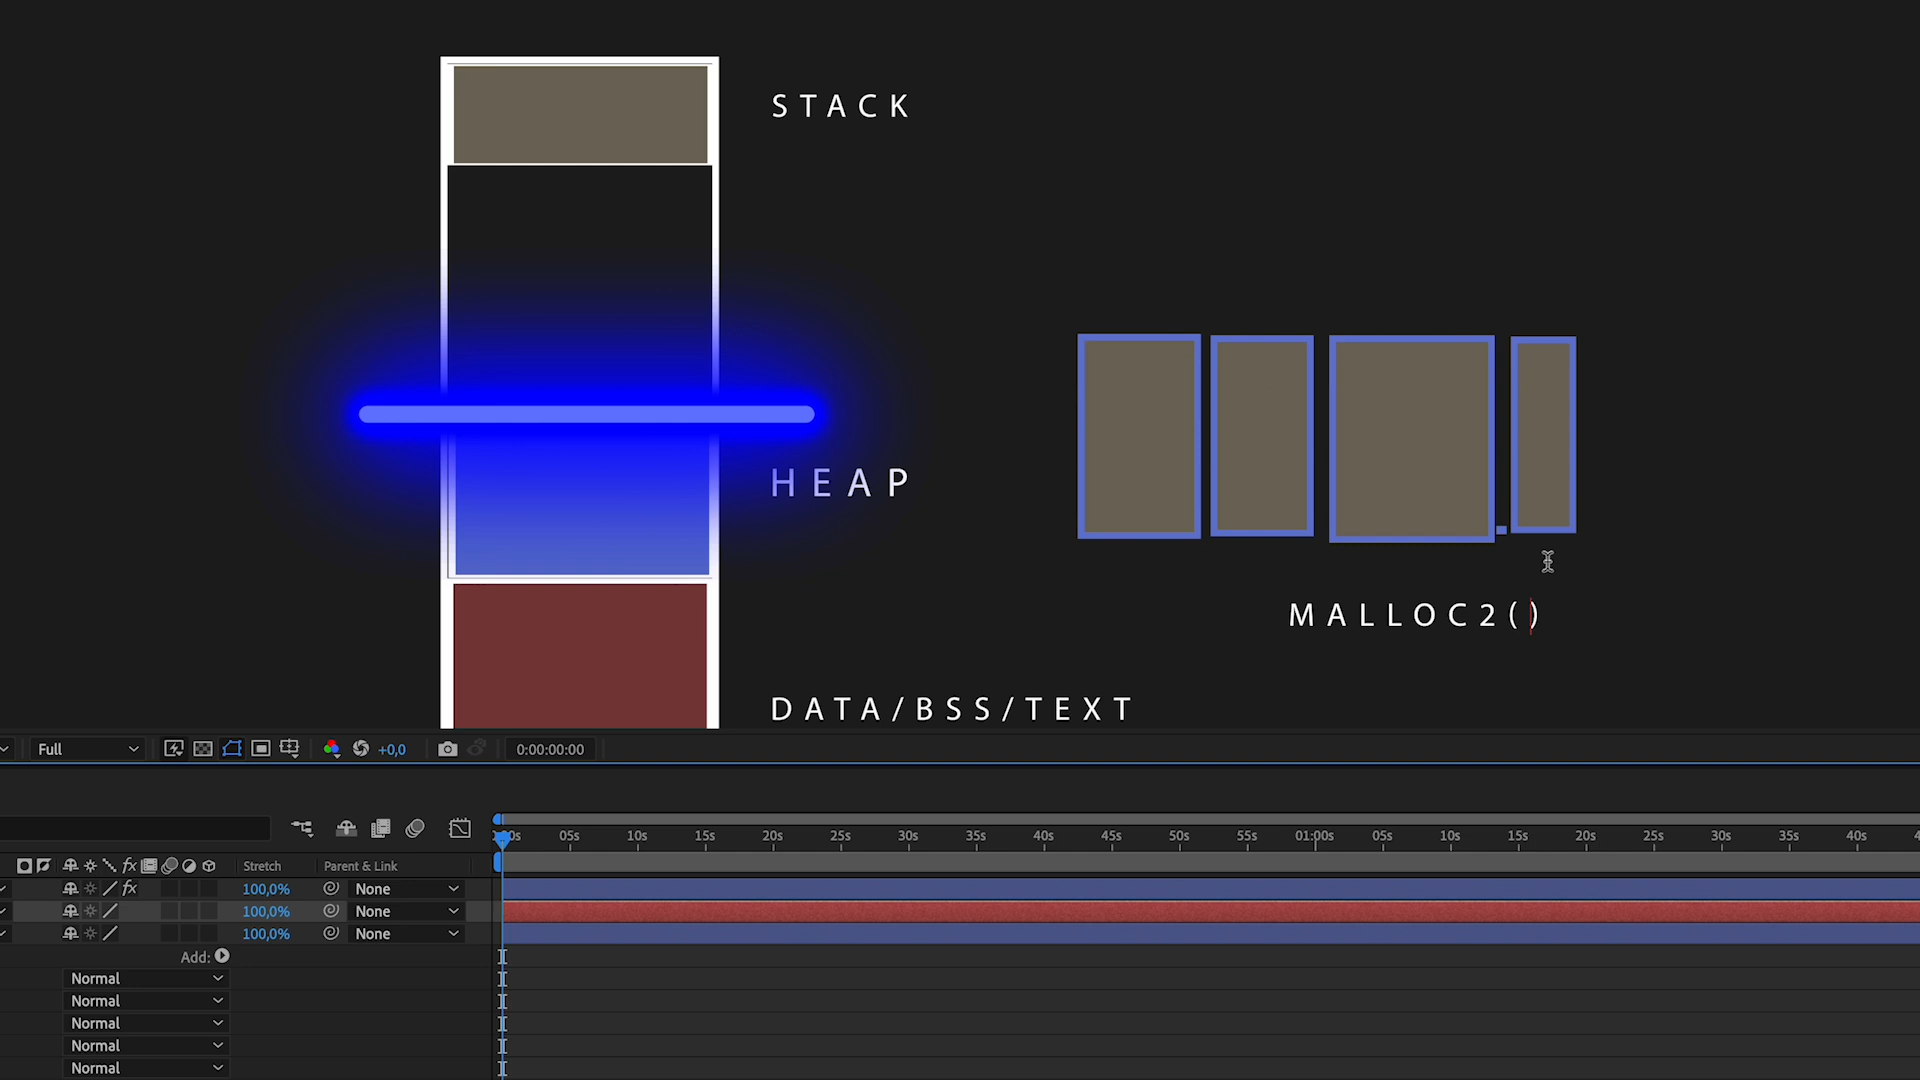 STACK
HEAP
MALLOC2()
DATA/BSS/TEXT
Full +0,0 0:00:00:00
05s 10s 15s 20s 25s 30s 35s 40s 45s 50s 55s 01:00s 05s 10s 15s 20s 25s 30s 35s 40s
fx Stretch Parent & Link
fx 100,0% None
100,0% None
100,0% None
Add:
Normal
Normal
Normal
Normal
Normal